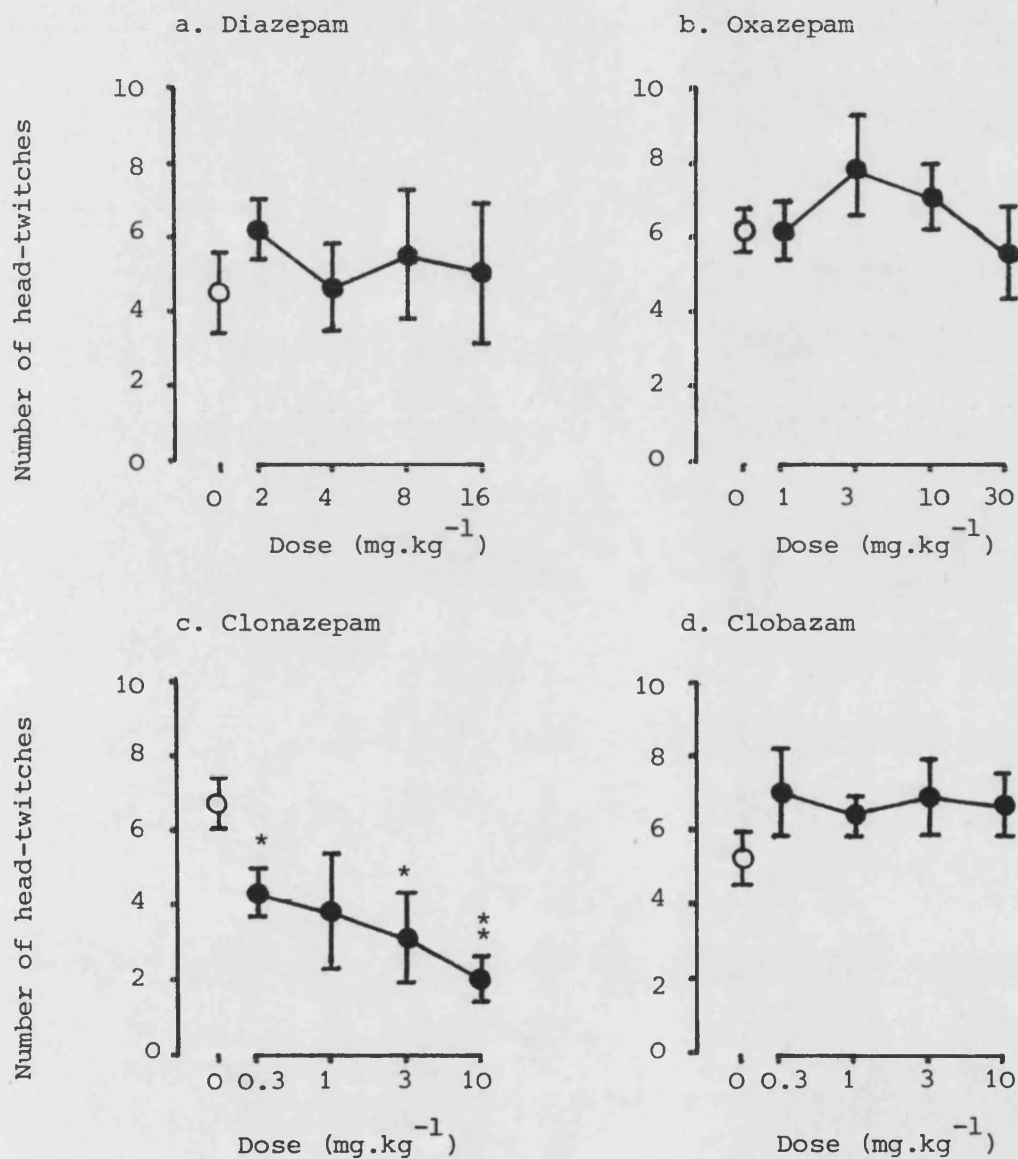 a. Diazepam
b. Oxazepam
Number of head-twitches
10
8
6
4
2
0
0 2 4 8 16
Dose (mg.kg⁻¹)
10
8
6
4
2
0
0 1 3 10 30
Dose (mg.kg⁻¹)
c. Clonazepam
d. Clobazam
Number of head-twitches
10
8
6
4
2
0
*
*
**
0 0.3 1 3 10
Dose (mg.kg⁻¹)
10
8
6
4
2
0
0 0.3 1 3 10
Dose (mg.kg⁻¹)